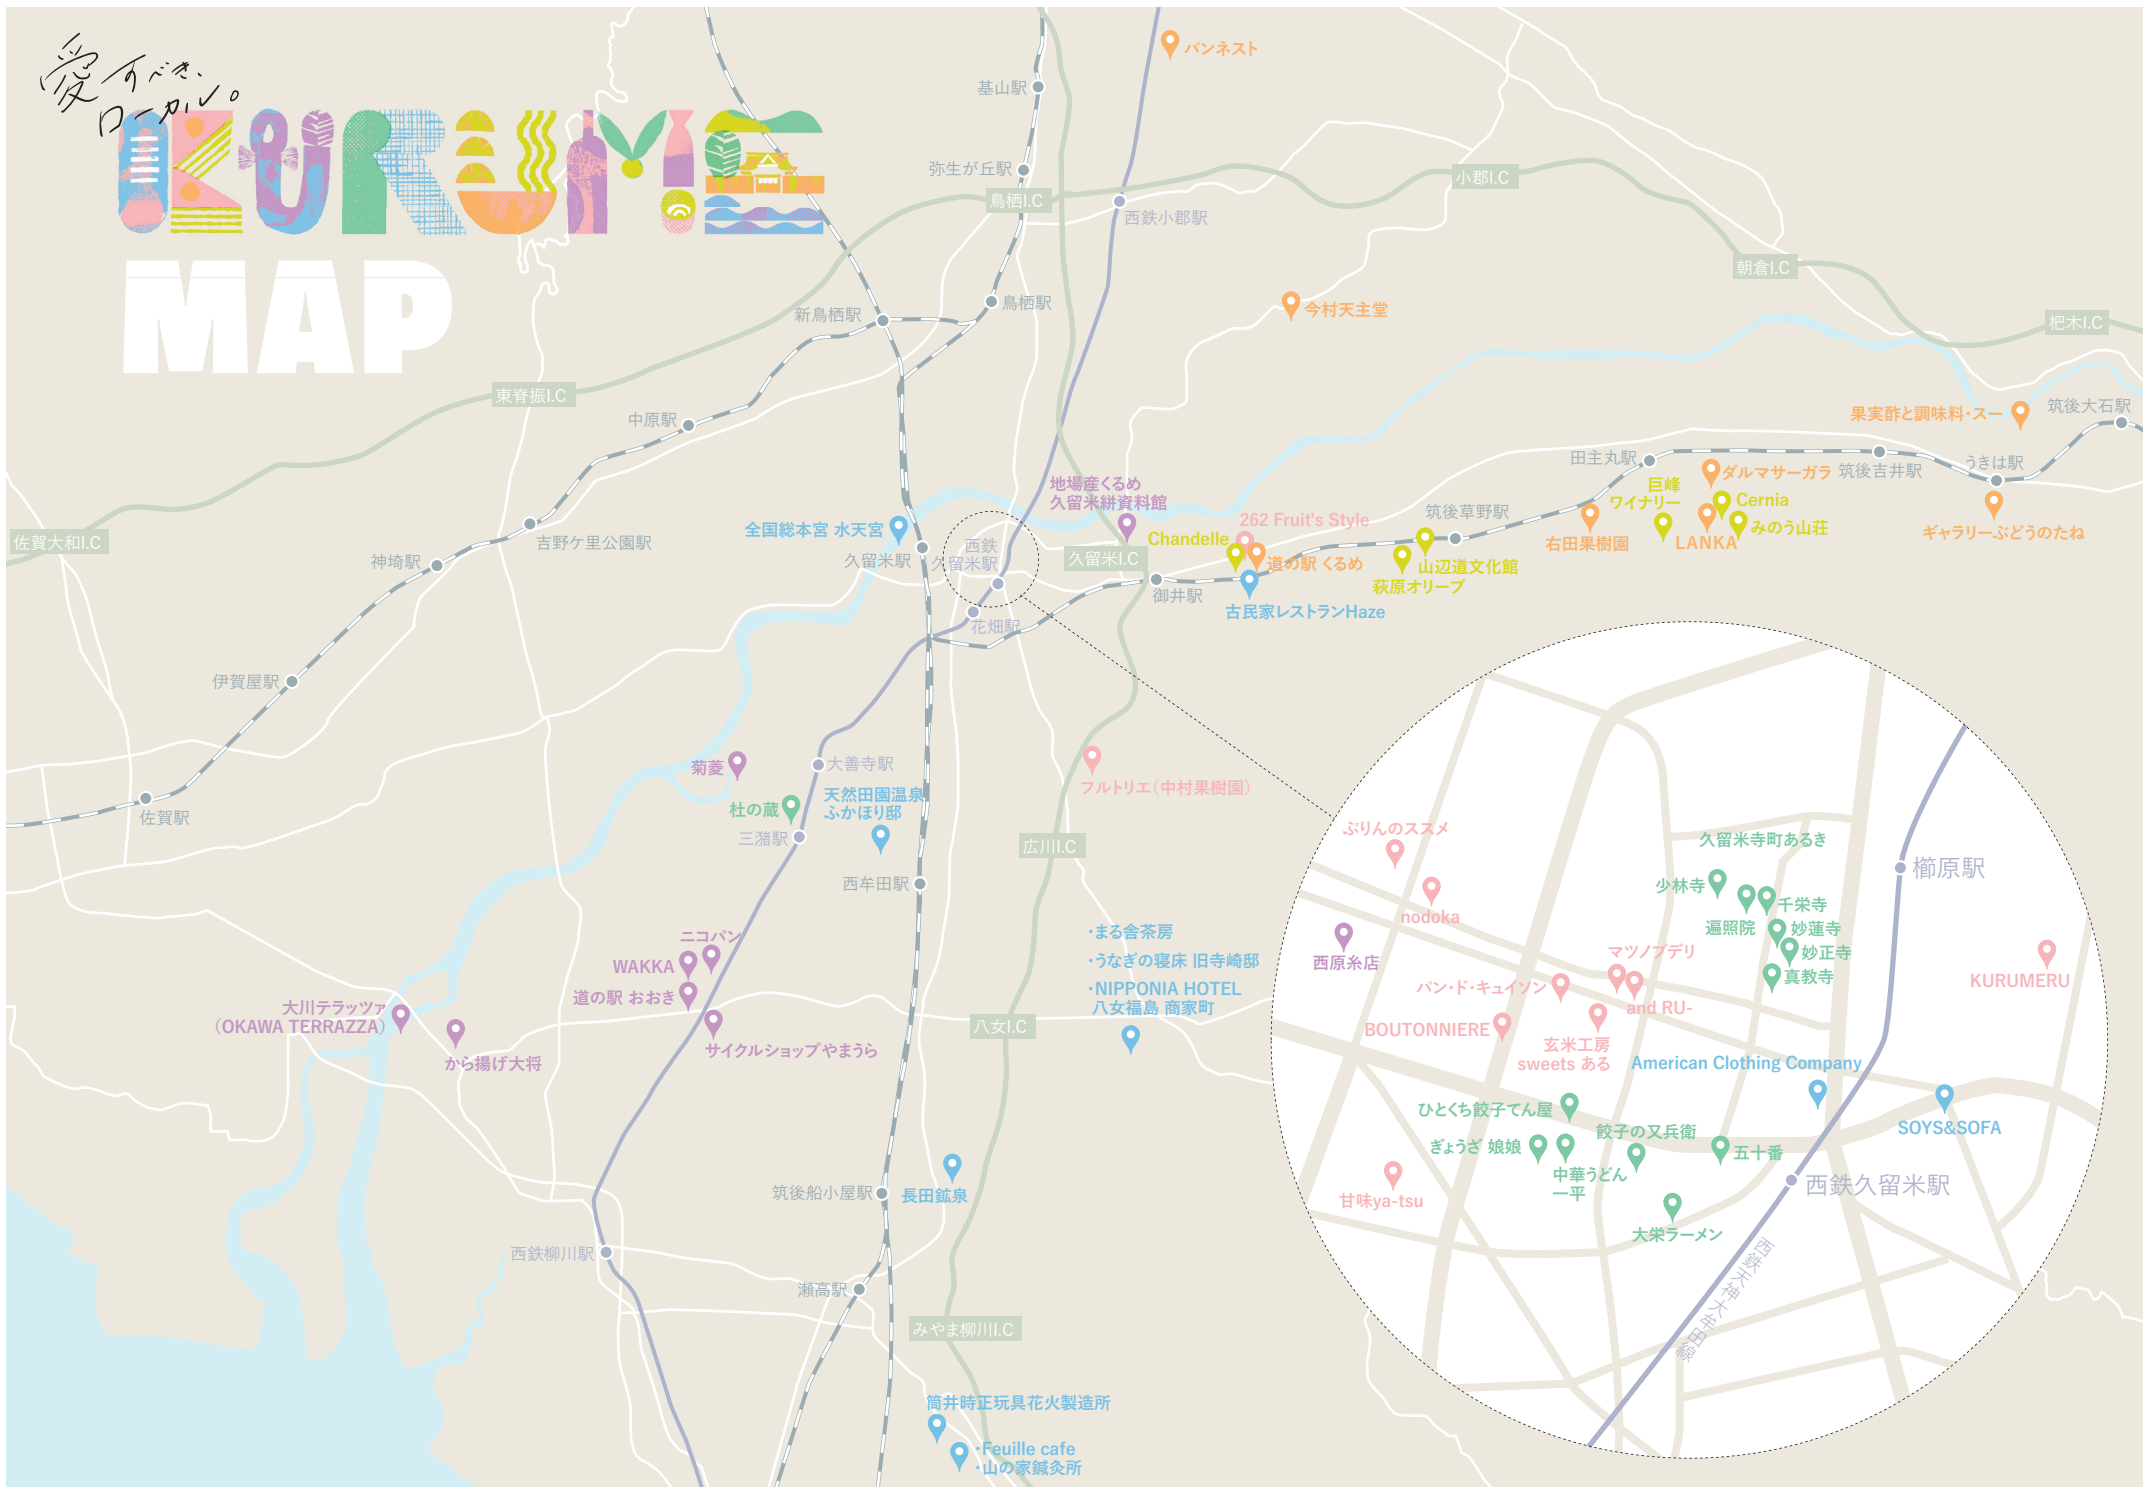 愛すべき、
ローカル。
KURUME
MAP
パンネスト
基山駅
弥生が丘駅
鳥栖I.C
小郡I.C
西鉄小郡駅
朝倉I.C
杷木I.C
今村天主堂
新鳥栖駅
鳥栖駅
東脊振I.C
中原駅
果実酢と調味料・スー
筑後大石駅
田主丸駅
ダルマサーガラ
筑後吉井駅
うきは駅
地場産くるめ
久留米絣資料館
巨峰
ワイナリー
Cernia
みのう山荘
LANKA
右田果樹園
ギャラリーぶどうのたね
筑後草野駅
262 Fruit's Style
Chandelle
道の駅 くるめ
山辺道文化館
萩原オリーブ
古民家レストランHaze
全国総本宮 水天宮
久留米駅
西鉄
久留米駅
久留米I.C
御井駅
花畑駅
佐賀大和I.C
吉野ケ里公園駅
神埼駅
伊賀屋駅
佐賀駅
菊菱
大善寺駅
杜の蔵
天然田園温泉
ふかほり邸
三潴駅
西牟田駅
フルトリエ（中村果樹園）
広川I.C
・まる舎茶房
・うなぎの寝床 旧寺崎邸
・NIPPONIA HOTEL
八女福島 商家町
ニコパン
WAKKA
道の駅 おおき
サイクルショップやまうら
大川テラッツァ
（OKAWA TERRAZZA）
から揚げ大将
八女I.C
長田鉱泉
筑後船小屋駅
西鉄柳川駅
瀬高駅
みやま柳川I.C
筒井時正玩具花火製造所
・Feuille cafe
・山の家鍼灸所
ぷりんのススメ
nodoka
西原糸店
久留米寺町あるき
少林寺
千栄寺
遍照院
妙蓮寺
妙正寺
真教寺
櫛原駅
マツノブデリ
パン・ド・キュイソン
and RU-
BOUTONNIERE
玄米工房
sweets ある
KURUMERU
American Clothing Company
SOYS&SOFA
ひとくち餃子てん屋
餃子の又兵衛
ぎょうざ 娘娘
中華うどん
一平
五十番
甘味ya-tsu
大栄ラーメン
西鉄久留米駅
西鉄天神大牟田線